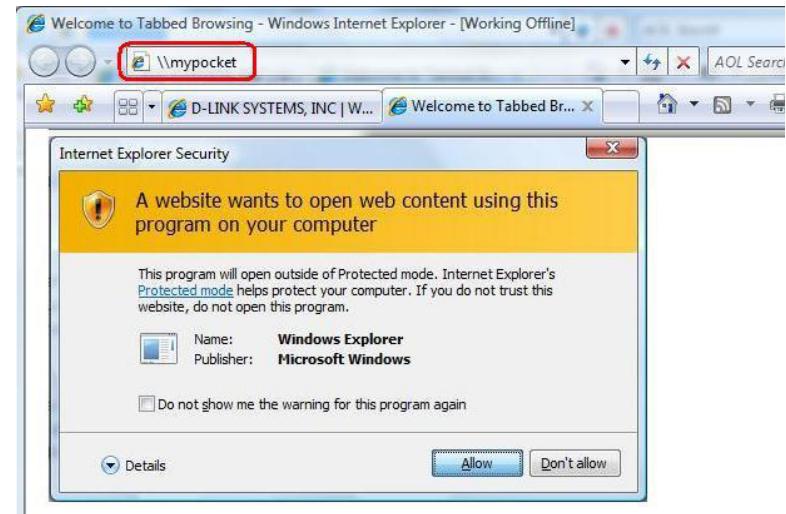 Welcome to Tabbed Browsing - Windows Internet Explorer - [Working Offline]
\\mypocket
AOL Search
D-LINK SYSTEMS, INC | W...
Welcome to Tabbed Br...
Internet Explorer Security
A website wants to open web content using this
program on your computer
This program will open outside of Protected mode. Internet Explorer's
Protected mode helps protect your computer. If you do not trust this
website, do not open this program.
Name: Windows Explorer
Publisher: Microsoft Windows
Do not show me the warning for this program again
Details
Allow
Don't allow